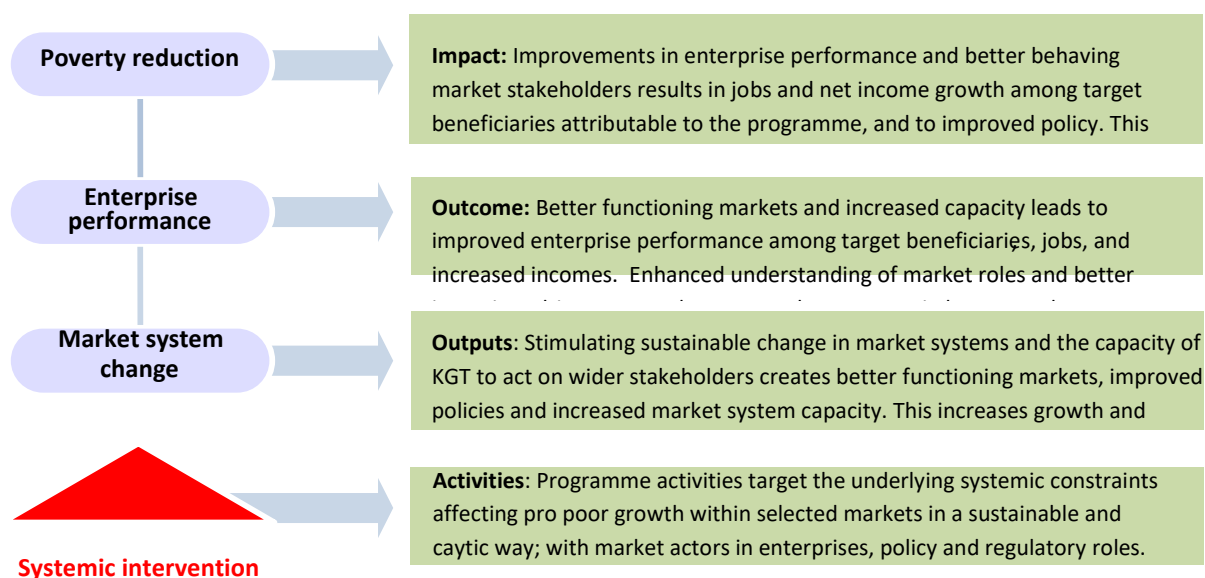 Poverty reduction
Impact: Improvements in enterprise performance and better behaving
market stakeholders results in jobs and net income growth among target
beneficiaries attributable to the programme, and to improved policy. This
Enterprise
performance
Outcome: Better functioning markets and increased capacity leads to
improved enterprise performance among target beneficiaries, jobs, and
increased incomes. Enhanced understanding of market roles and better
Market system
change
Outputs: Stimulating sustainable change in market systems and the capacity of
KGT to act on wider stakeholders creates better functioning markets, improved
policies and increased market system capacity. This increases growth and
Activities: Programme activities target the underlying systemic constraints
affecting pro poor growth within selected markets in a sustainable and
caytic way; with market actors in enterprises, policy and regulatory roles.
Systemic intervention